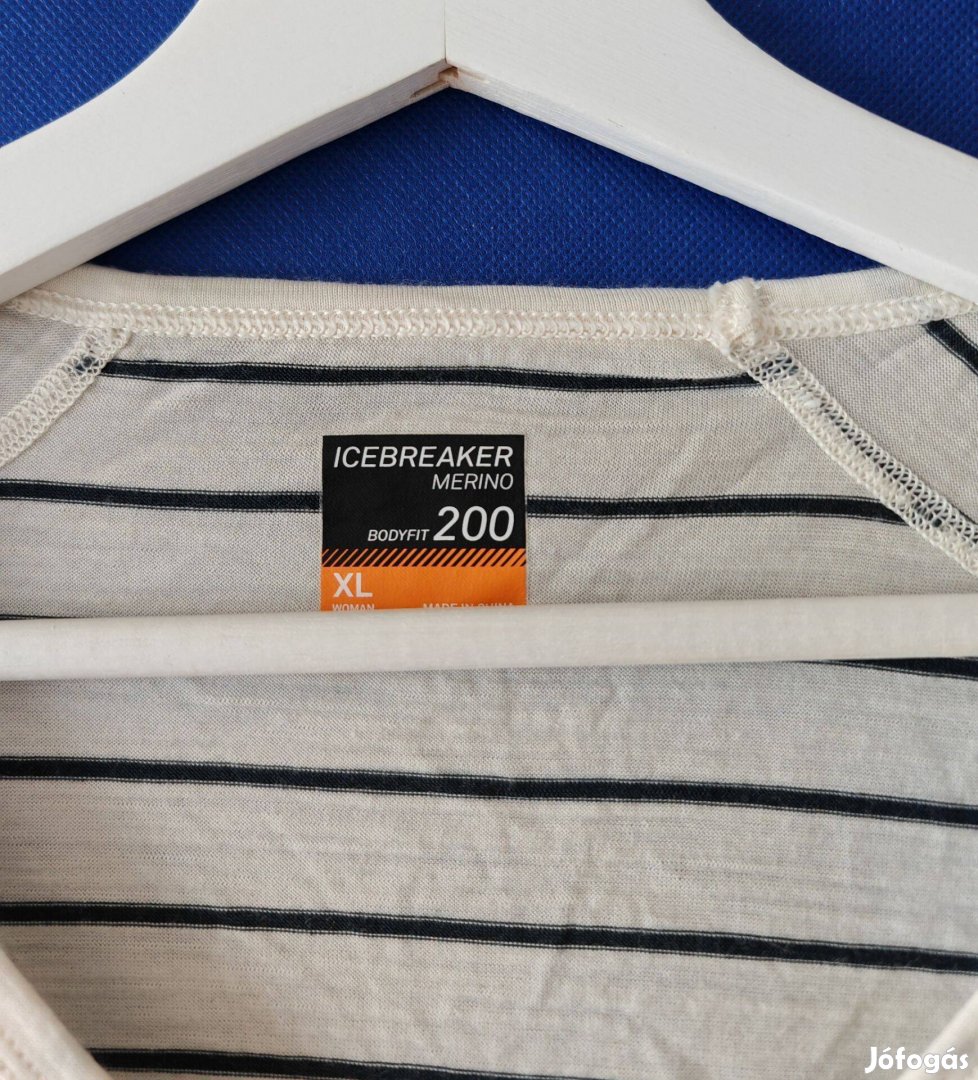 ICEBREAKER
MERINO
BODYFIT 200
XL
WOMAN MADE IN CHINA
Jófogás